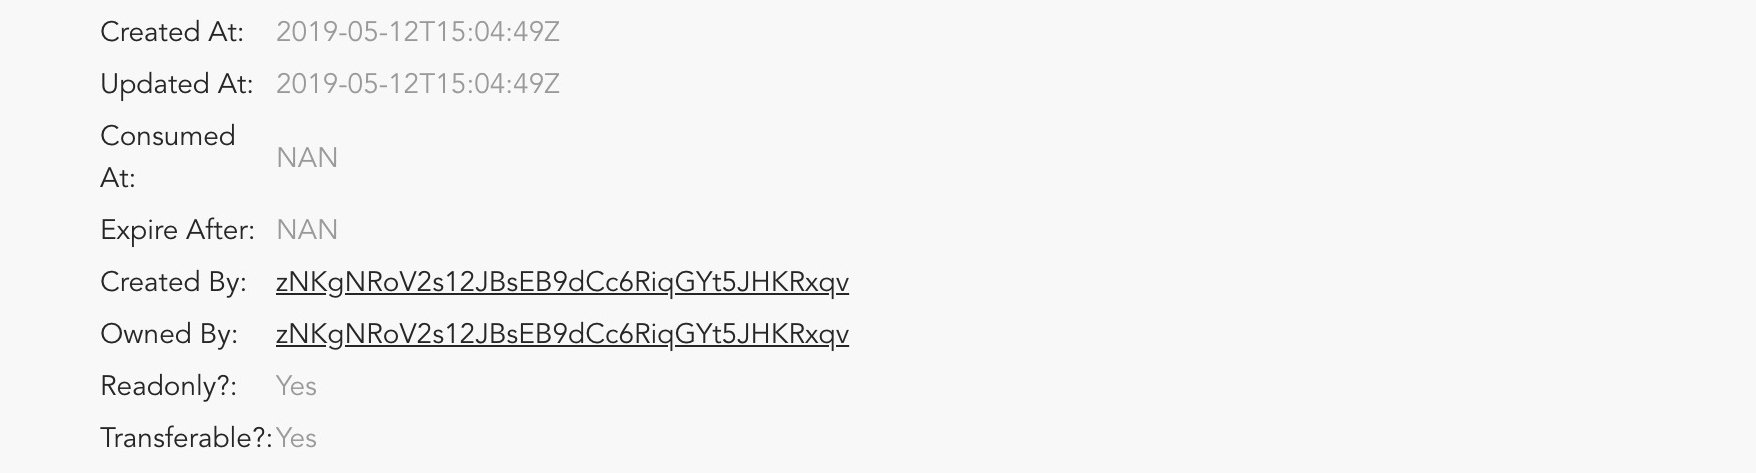 Created At: 2019-05-12T15:04:49Z
Updated At: 2019-05-12T15:04:49Z
Consumed
At: NAN
Expire After: NAN
Created By: zNKgNRoV2s12JBsEB9dCc6RiqGYt5JHKRxqv
Owned By: zNKgNRoV2s12JBsEB9dCc6RiqGYt5JHKRxqv
Readonly?: Yes
Transferable?: Yes